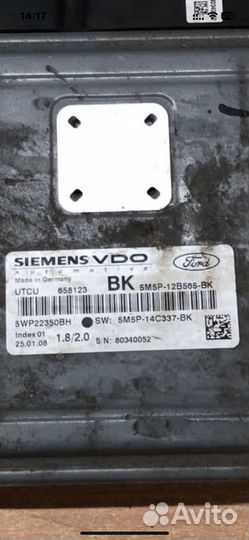 14:17
SIEMENS VDO
Automotive
Made in Germany
Ford
UTCU 658123 BK 5M5P-12B565-BK
5WP22350BH SW: 5M5P-14C337-BK
Index 01
25.01.08 1.8/2.0 S/N: 80340052
Avito